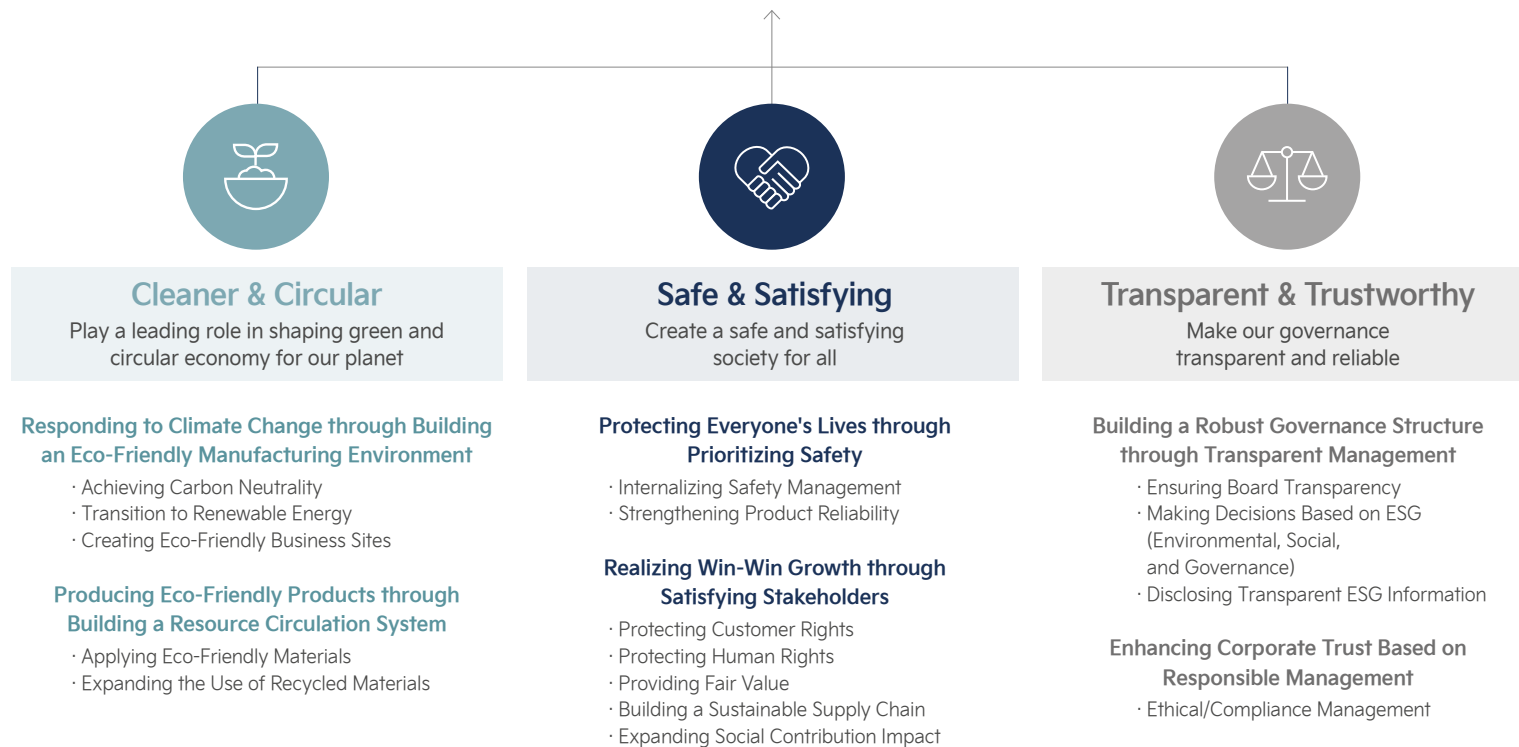 Cleaner & Circular
Play a leading role in shaping green and
circular economy for our planet
Responding to Climate Change through Building
an Eco-Friendly Manufacturing Environment
· Achieving Carbon Neutrality
· Transition to Renewable Energy
· Creating Eco-Friendly Business Sites
Producing Eco-Friendly Products through
Building a Resource Circulation System
· Applying Eco-Friendly Materials
· Expanding the Use of Recycled Materials
Safe & Satisfying
Create a safe and satisfying
society for all
Protecting Everyone's Lives through
Prioritizing Safety
· Internalizing Safety Management
· Strengthening Product Reliability
Realizing Win-Win Growth through
Satisfying Stakeholders
· Protecting Customer Rights
· Protecting Human Rights
· Providing Fair Value
· Building a Sustainable Supply Chain
· Expanding Social Contribution Impact
Transparent & Trustworthy
Make our governance
transparent and reliable
Building a Robust Governance Structure
through Transparent Management
· Ensuring Board Transparency
· Making Decisions Based on ESG
(Environmental, Social,
and Governance)
· Disclosing Transparent ESG Information
Enhancing Corporate Trust Based on
Responsible Management
· Ethical/Compliance Management